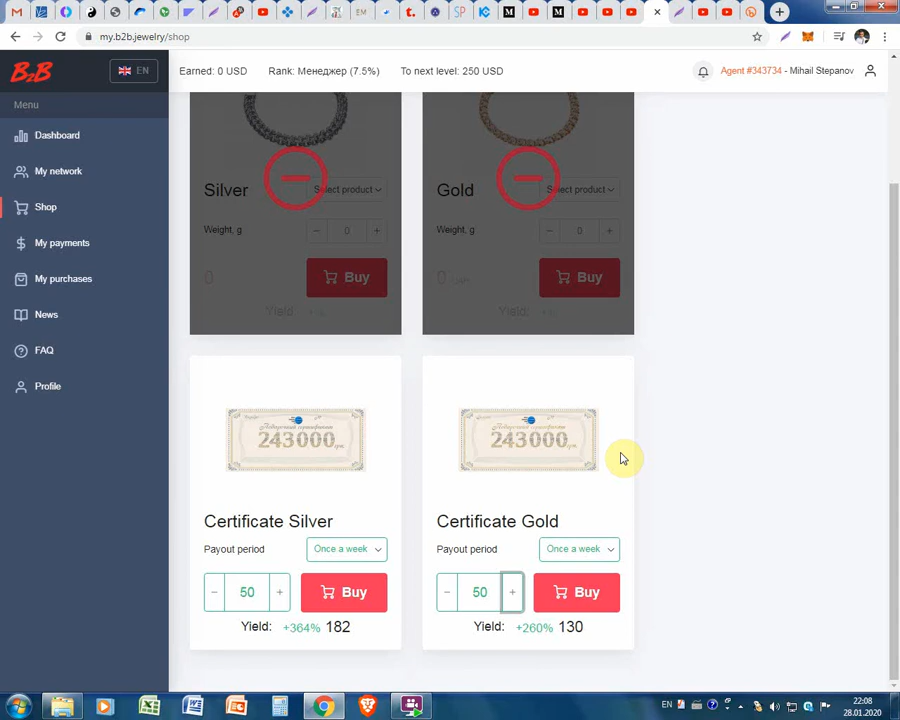 my.b2b.jewelry/shop
B2B
EN
Earned: 0 USD
Rank: Менеджер (7.5%)
To next level: 250 USD
Agent #343734 - Mihail Stepanov
Menu
Dashboard
My network
Shop
My payments
My purchases
News
FAQ
Profile
Silver
Select product
Weight, g
− 0 +
0
Buy
Yield:
Gold
Select product
Weight, g
− 0 +
0
Buy
Yield:
243000
Certificate Silver
Payout period
Once a week
− 50 +
Buy
Yield: +364% 182
243000
Certificate Gold
Payout period
Once a week
− 50 +
Buy
Yield: +260% 130
EN
22:08
28.01.2020